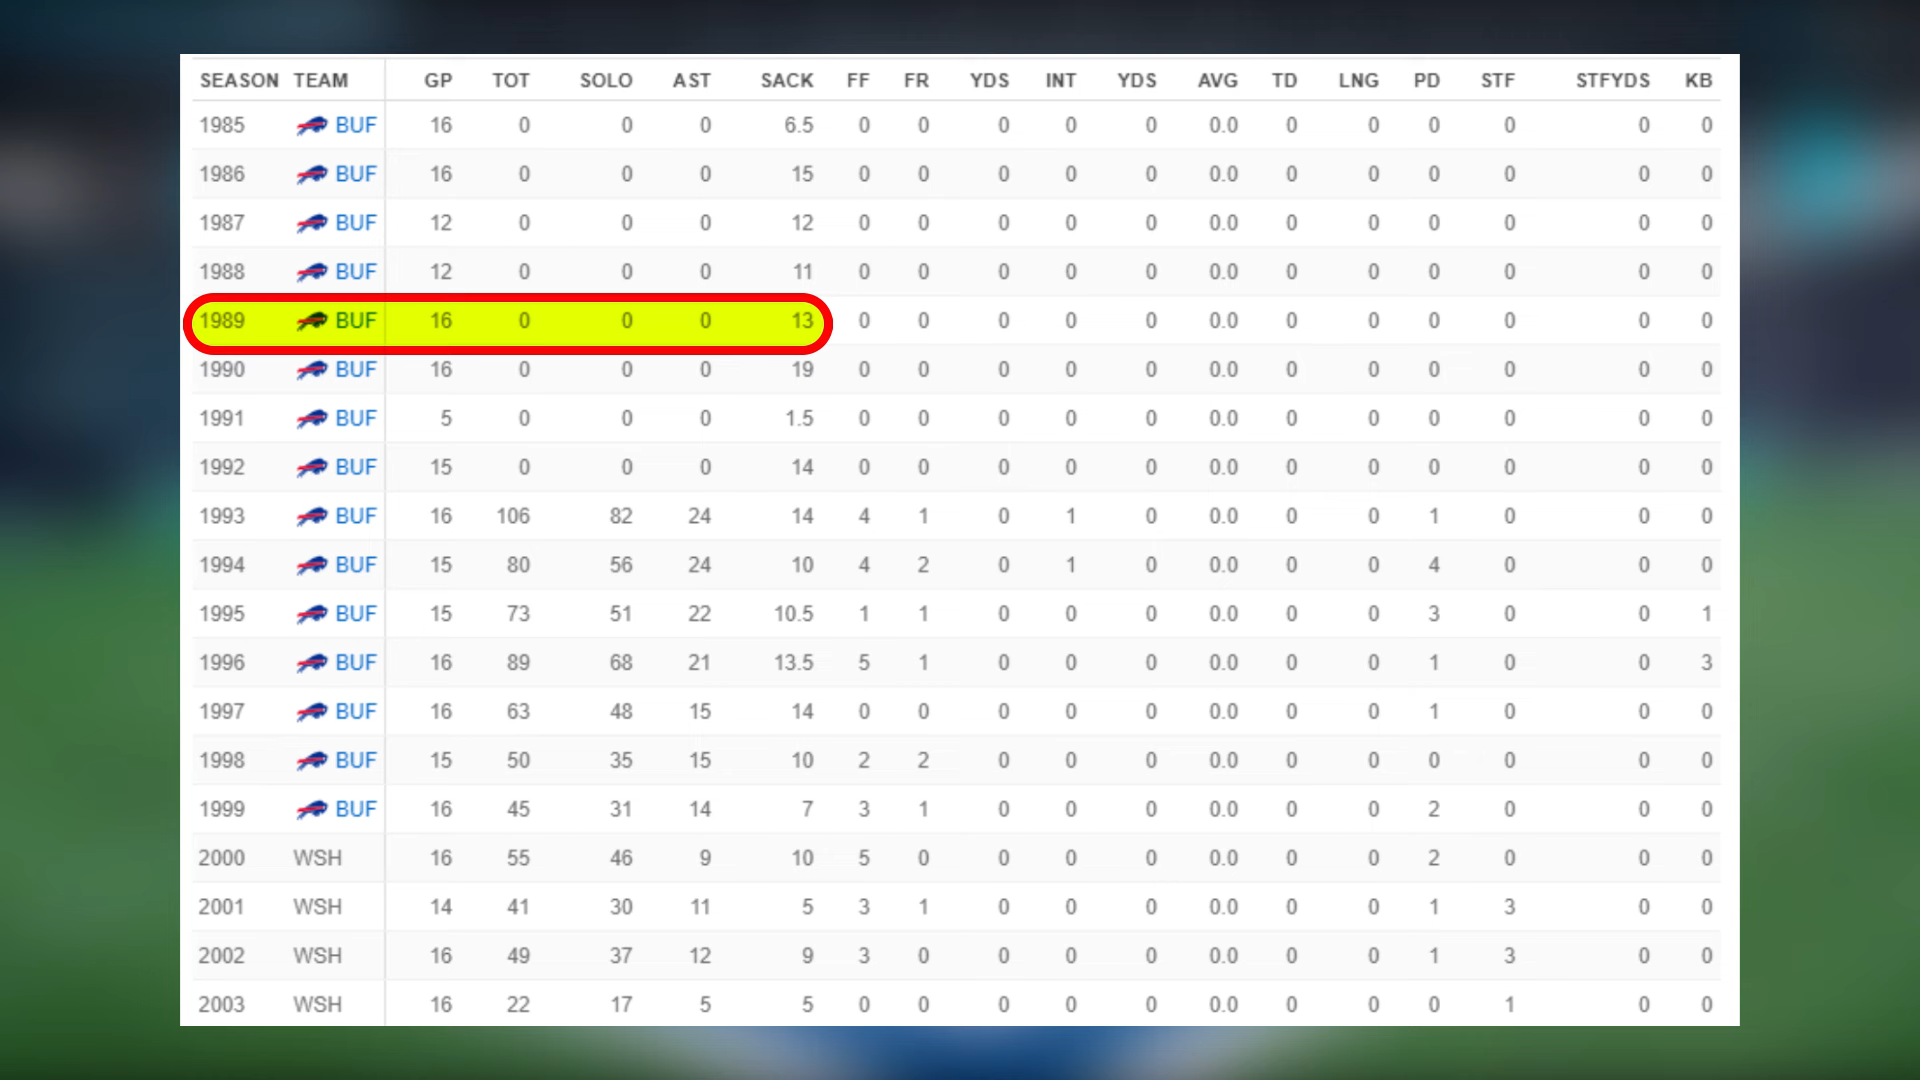 SEASON TEAM GP TOT SOLO AST SACK FF FR YDS INT YDS AVG TD LNG PD STF STFYDS KB
1985 BUF 16 0 0 0 6.5 0 0 0 0 0 0.0 0 0 0 0 0 0
1986 BUF 16 0 0 0 15 0 0 0 0 0 0.0 0 0 0 0 0 0
1987 BUF 12 0 0 0 12 0 0 0 0 0 0.0 0 0 0 0 0 0
1988 BUF 12 0 0 0 11 0 0 0 0 0 0.0 0 0 0 0 0 0
1989 BUF 16 0 0 0 13 0 0 0 0 0 0.0 0 0 0 0 0 0
1990 BUF 16 0 0 0 19 0 0 0 0 0 0.0 0 0 0 0 0 0
1991 BUF 5 0 0 0 1.5 0 0 0 0 0 0.0 0 0 0 0 0 0
1992 BUF 15 0 0 0 14 0 0 0 0 0 0.0 0 0 0 0 0 0
1993 BUF 16 106 82 24 14 4 1 0 1 0 0.0 0 0 1 0 0 0
1994 BUF 15 80 56 24 10 4 2 0 1 0 0.0 0 0 4 0 0 0
1995 BUF 15 73 51 22 10.5 1 1 0 0 0 0.0 0 0 3 0 0 1
1996 BUF 16 89 68 21 13.5 5 1 0 0 0 0.0 0 0 1 0 0 3
1997 BUF 16 63 48 15 14 0 0 0 0 0 0.0 0 0 1 0 0 0
1998 BUF 15 50 35 15 10 2 2 0 0 0 0.0 0 0 0 0 0 0
1999 BUF 16 45 31 14 7 3 1 0 0 0 0.0 0 0 2 0 0 0
2000 WSH 16 55 46 9 10 5 0 0 0 0 0.0 0 0 2 0 0 0
2001 WSH 14 41 30 11 5 3 1 0 0 0 0.0 0 0 1 3 0 0
2002 WSH 16 49 37 12 9 3 0 0 0 0 0.0 0 0 1 3 0 0
2003 WSH 16 22 17 5 5 0 0 0 0 0 0.0 0 0 0 1 0 0